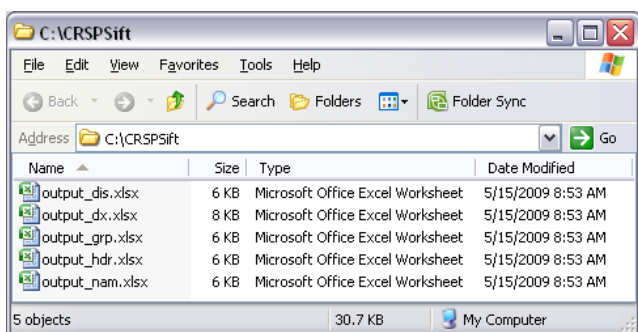 C:\CRSPSift
File Edit View Favorites Tools Help
Back Search Folders Folder Sync
Address C:\CRSPSift Go
Name Size Type Date Modified
output_dis.xlsx 6 KB Microsoft Office Excel Worksheet 5/15/2009 8:53 AM
output_dx.xlsx 8 KB Microsoft Office Excel Worksheet 5/15/2009 8:53 AM
output_grp.xlsx 6 KB Microsoft Office Excel Worksheet 5/15/2009 8:53 AM
output_hdr.xlsx 6 KB Microsoft Office Excel Worksheet 5/15/2009 8:53 AM
output_nam.xlsx 6 KB Microsoft Office Excel Worksheet 5/15/2009 8:53 AM
5 objects 30.7 KB My Computer